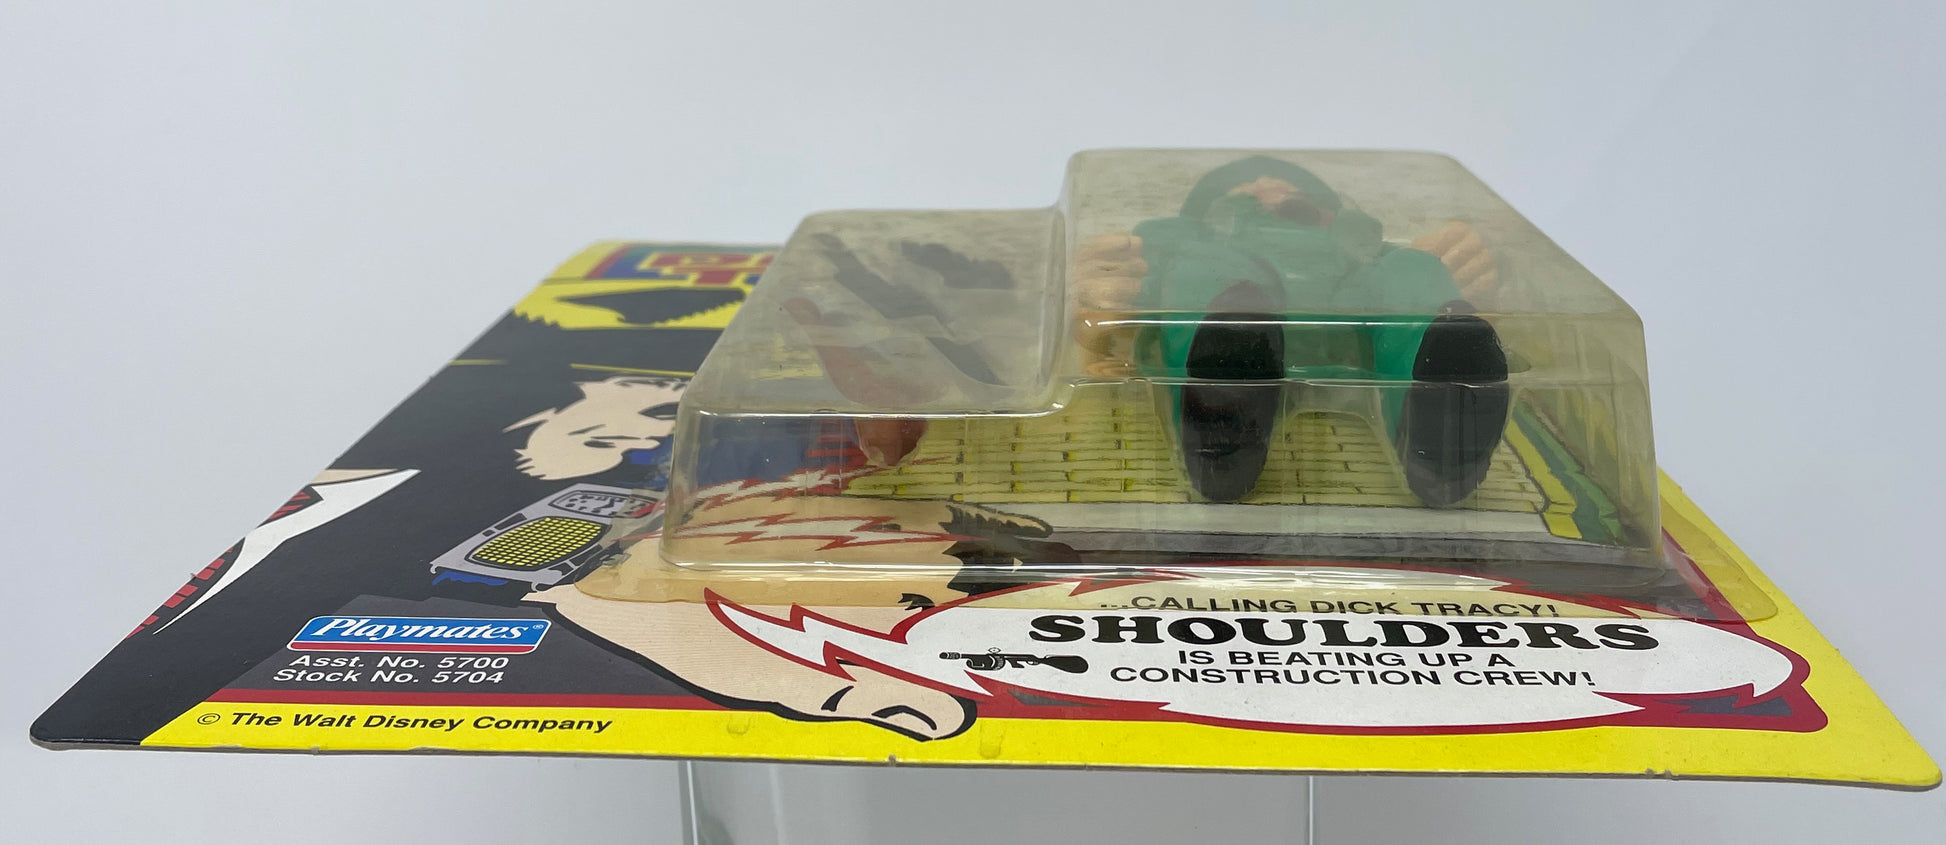 Playmates®
Asst. No. 5700
Stock No. 5704
© The Walt Disney Company
...CALLING DICK TRACY!
SHOULDERS
IS BEATING UP A
CONSTRUCTION CREW!